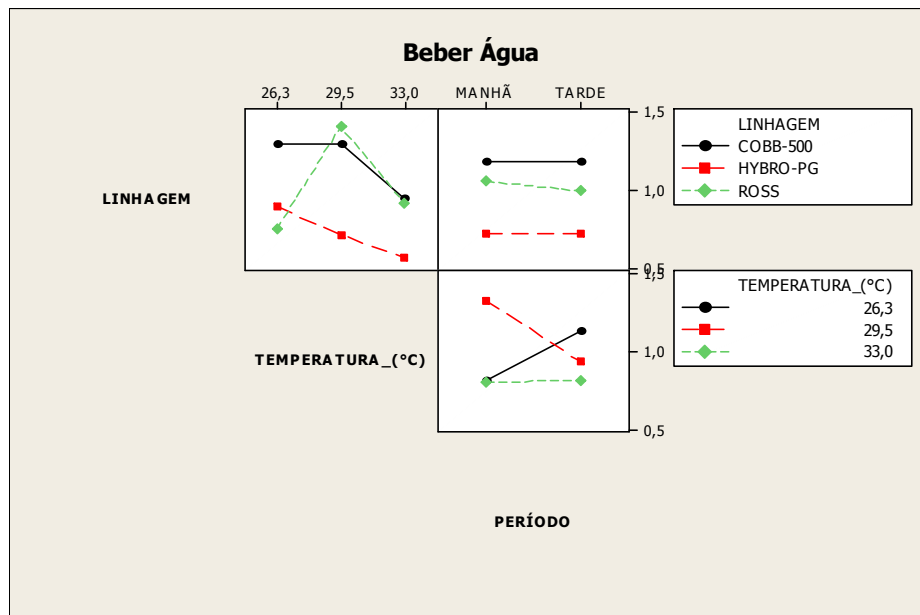 Beber Água
26,3 29,5 33,0 MANHÃ TARDE
1,5
LINHAGEM
COBB-500
HYBRO-PG
ROSS
LINHAGEM
1,0
0,5
1,5
TEMPERATURA_(°C)
26,3
29,5
33,0
TEMPERATURA_(°C)
1,0
0,5
PERÍODO